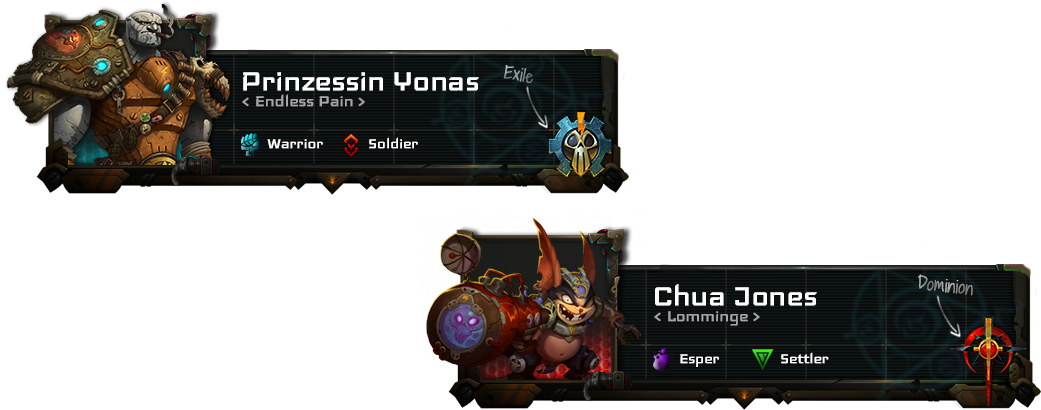 Prinzessin Yonas
< Endless Pain >
Exile
Warrior Soldier
Chua Jones
< Lomminge >
Dominion
Esper Settler